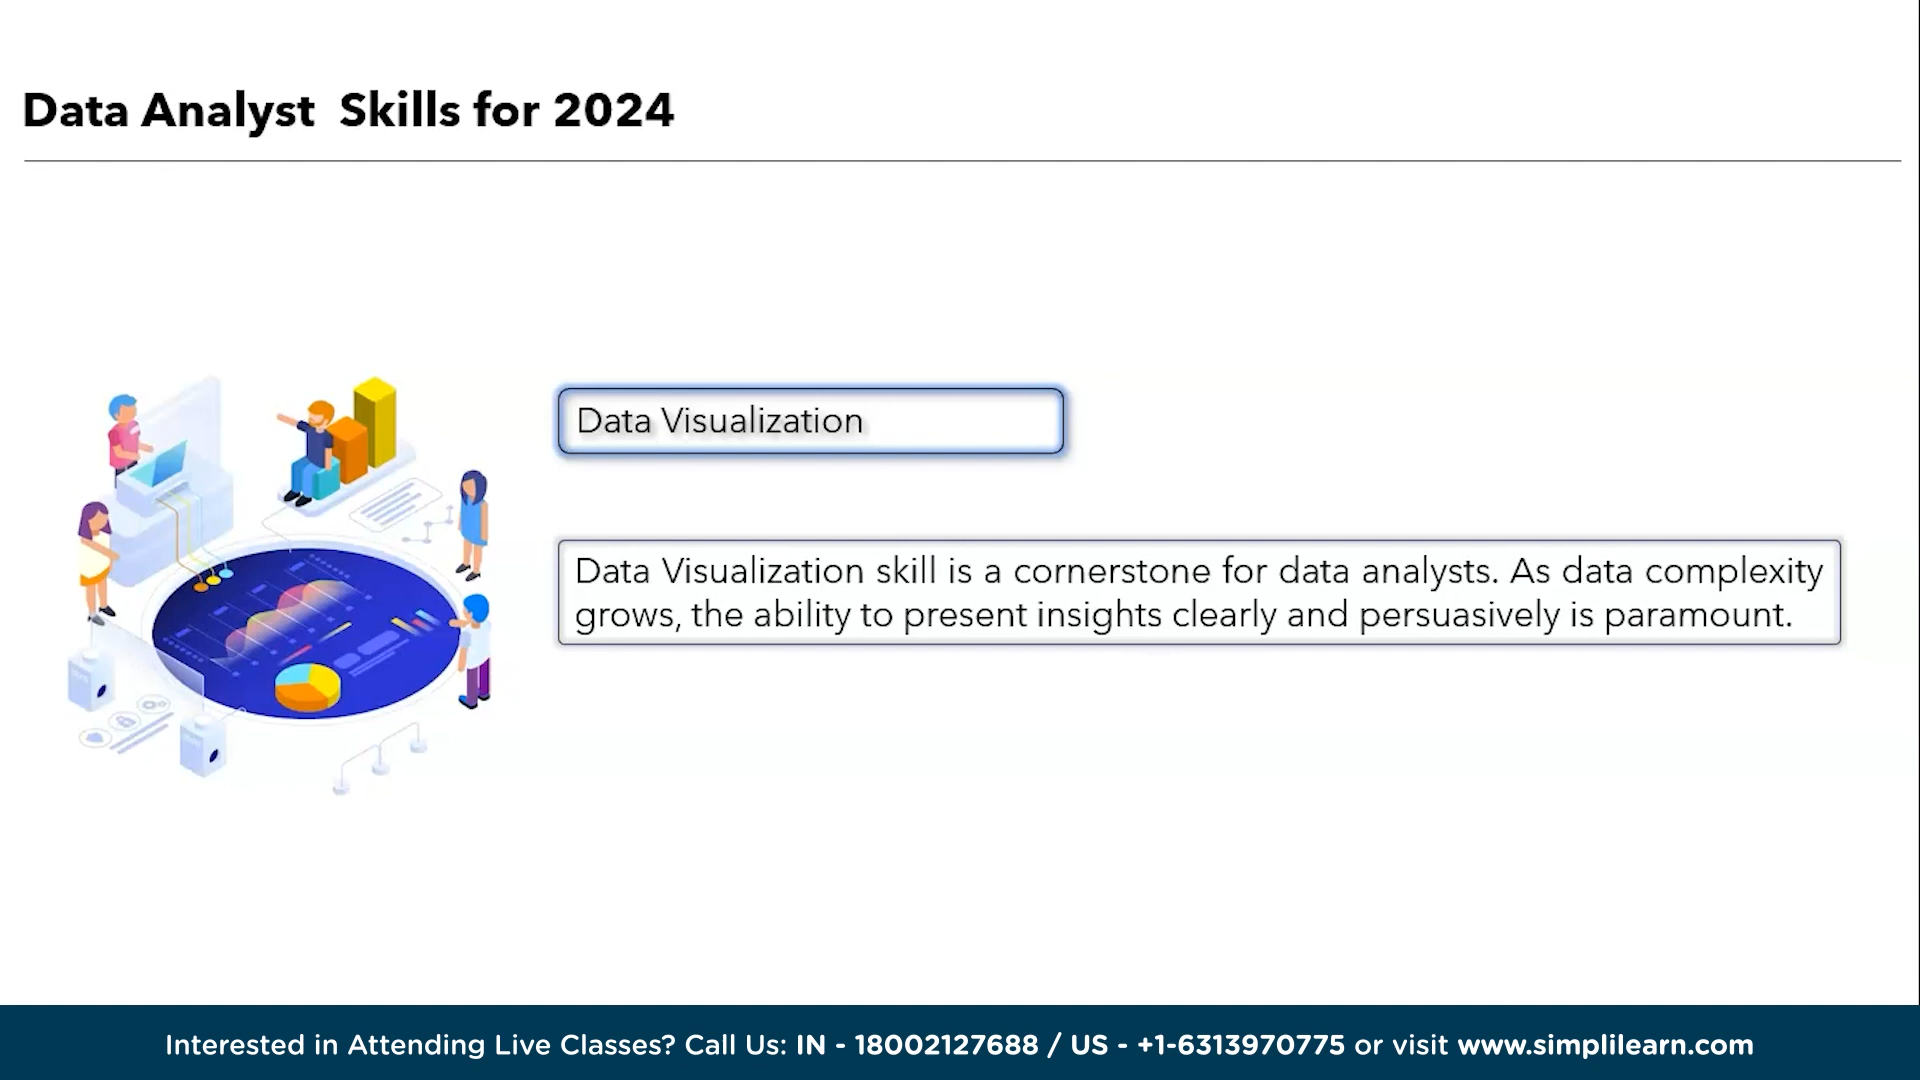 Data Analyst  Skills for 2024
Data Visualization
Data Visualization skill is a cornerstone for data analysts. As data complexity
grows, the ability to present insights clearly and persuasively is paramount.
Interested in Attending Live Classes? Call Us: IN - 18002127688 / US - +1-6313970775 or visit www.simplilearn.com